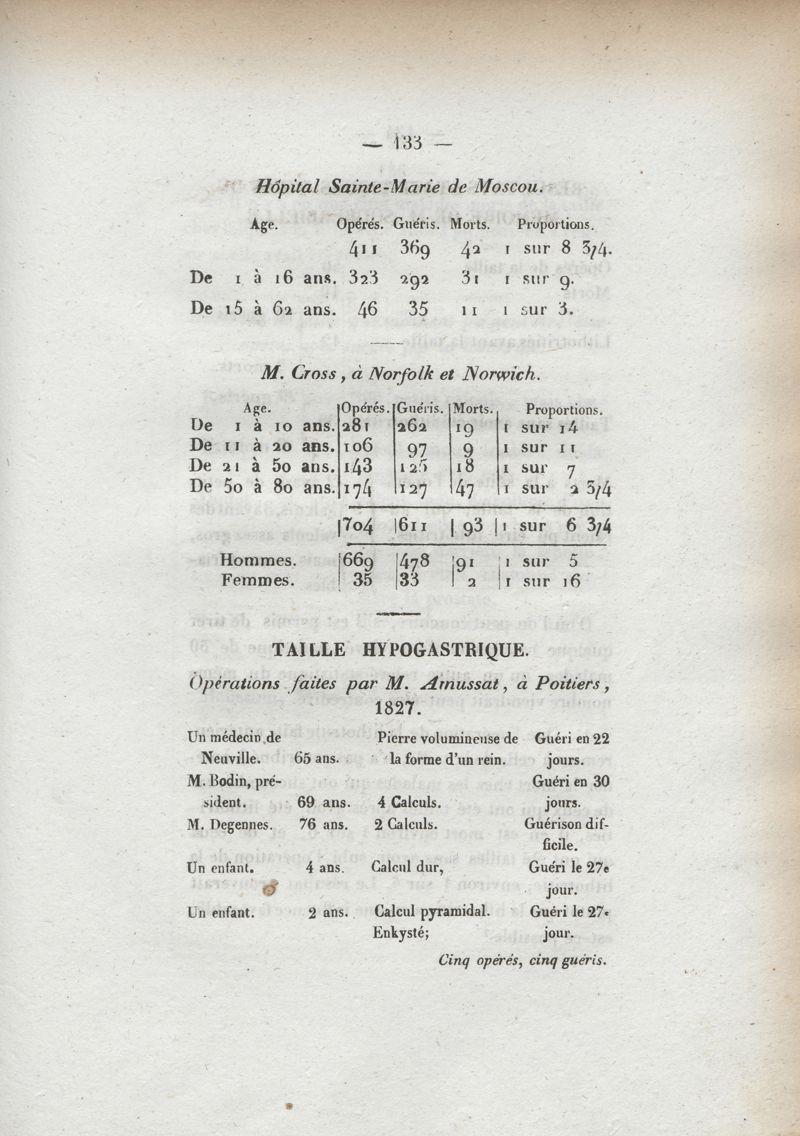 — 133 —
Hôpital Sainte-Marie de Moscou.
Age. Opérés. Guéris. Morts. Proportions.
411 369 42 1 sur 8 3/4.
De 1 à 16 ans. 323 292 31 1 sur 9.
De 15 à 62 ans. 46 35 11 1 sur 3.
M. Cross, à Norfolk et Norwich.
Age. Opérés. Guéris. Morts. Proportions.
De 1 à 10 ans. 281 262 19 1 sur 14
De 11 à 20 ans. 106 97 9 1 sur 11
De 21 à 50 ans. 143 125 18 1 sur 7
De 50 à 80 ans. 174 127 47 1 sur 2 3/4
704 611 93 1 sur 6 3/4
Hommes. 669 478 91 1 sur 5
Femmes. 35 33 2 1 sur 16
TAILLE HYPOGASTRIQUE.
Opérations faites par M. Amussat, à Poitiers,
1827.
Un médecin de Pierre volumineuse de Guéri en 22
Neuville. 65 ans. la forme d'un rein. jours.
M. Bodin, pré- Guéri en 30
sident. 69 ans. 4 Calculs. jours.
M. Degennes. 76 ans. 2 Calculs. Guérison dif-
ficile.
Un enfant. 4 ans. Calcul dur, Guéri le 27e
jour.
Un enfant. 2 ans. Calcul pyramidal. Guéri le 27e
Enkysté; jour.
Cinq opérés, cinq guéris.